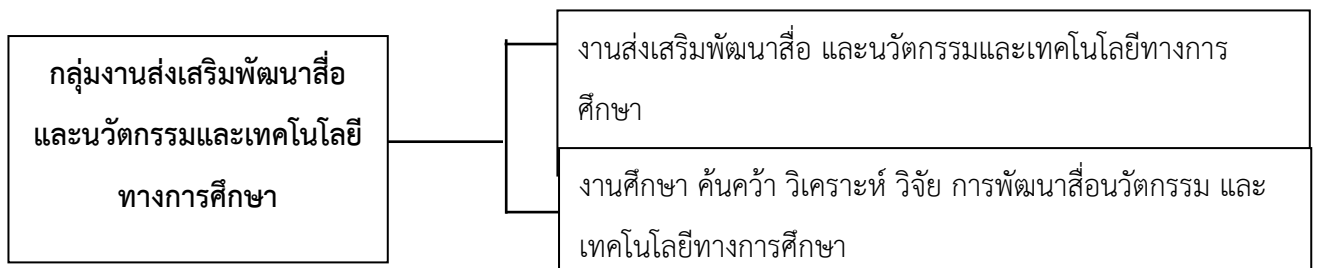 กลุ่มงานส่งเสริมพัฒนาสื่อ
และนวัตกรรมและเทคโนโลยี
ทางการศึกษา
งานส่งเสริมพัฒนาสื่อ และนวัตกรรมและเทคโนโลยีทางการ
ศึกษา
งานศึกษา ค้นคว้า วิเคราะห์ วิจัย การพัฒนาสื่อนวัตกรรม และ
เทคโนโลยีทางการศึกษา